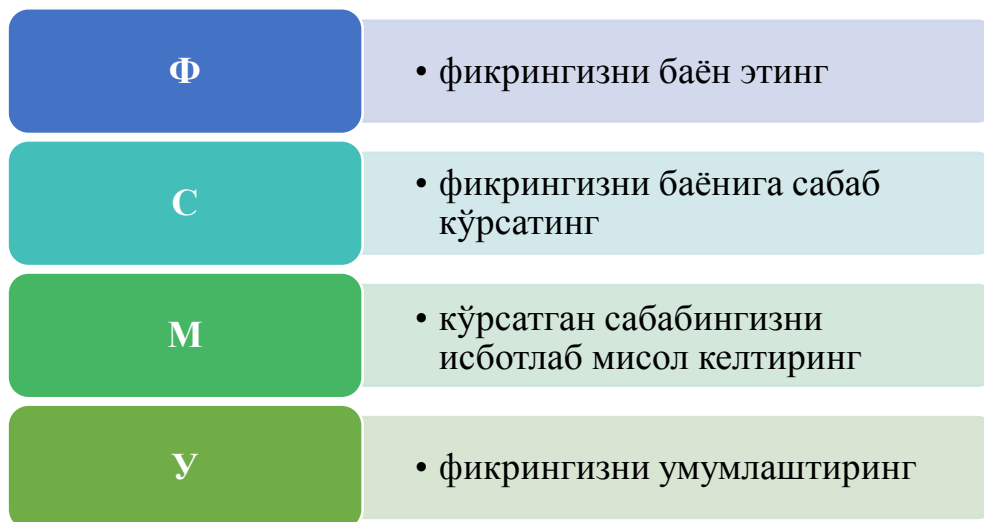 Ф
• фикрингизни баён этинг
С
• фикрингизни баёнига сабаб
кўрсатинг
М
• кўрсатган сабабингизни
исботлаб мисол келтиринг
У
• фикрингизни умумлаштиринг